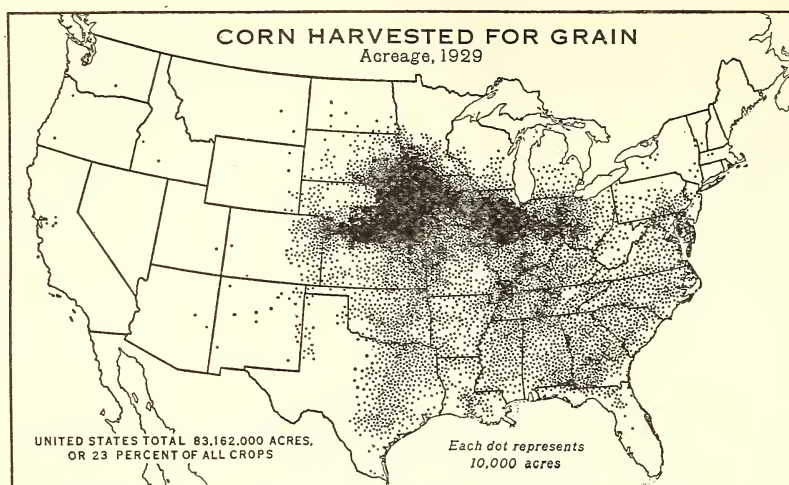 CORN HARVESTED FOR GRAIN
Acreage, 1929
UNITED STATES TOTAL 83,162,000 ACRES,
OR 23 PERCENT OF ALL CROPS
Each dot represents
10,000 acres